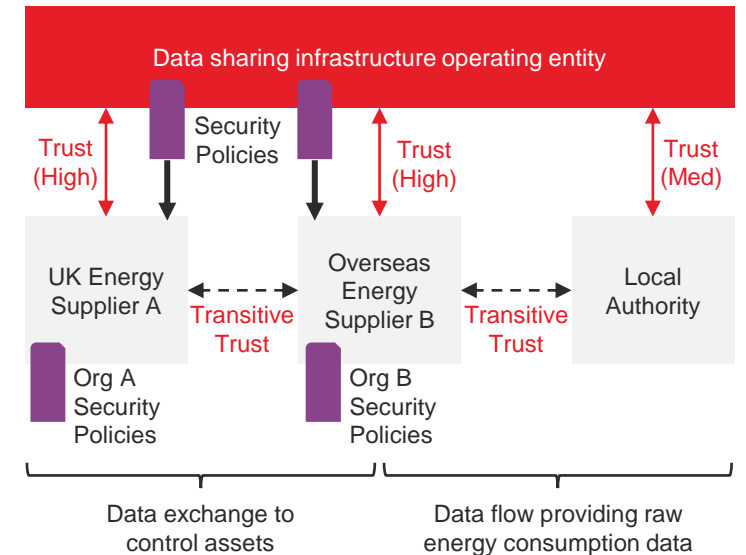 Data sharing infrastructure operating entity
Trust
(High)
Security
Policies
Trust
(High)
Trust
(Med)
UK Energy
Supplier A
Transitive
Trust
Overseas
Energy
Supplier B
Transitive
Trust
Local
Authority
Org A
Security
Policies
Org B
Security
Policies
Data exchange to
control assets
Data flow providing raw
energy consumption data